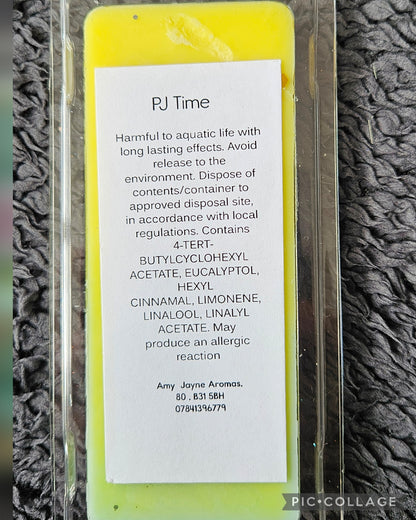 PJ Time
Harmful to aquatic life with
long lasting effects. Avoid
release to the
environment. Dispose of
contents/container to
approved disposal site,
in accordance with local
regulations. Contains
4-TERT-
BUTYLCYCLOHEXYL
ACETATE, EUCALYPTOL,
HEXYL
CINNAMAL, LIMONENE,
LINALOOL, LINALYL
ACETATE. May
produce an allergic
reaction
Amy Jayne Aromas.
80 . B31 5BH
07841396779
PIC•COLLAGE